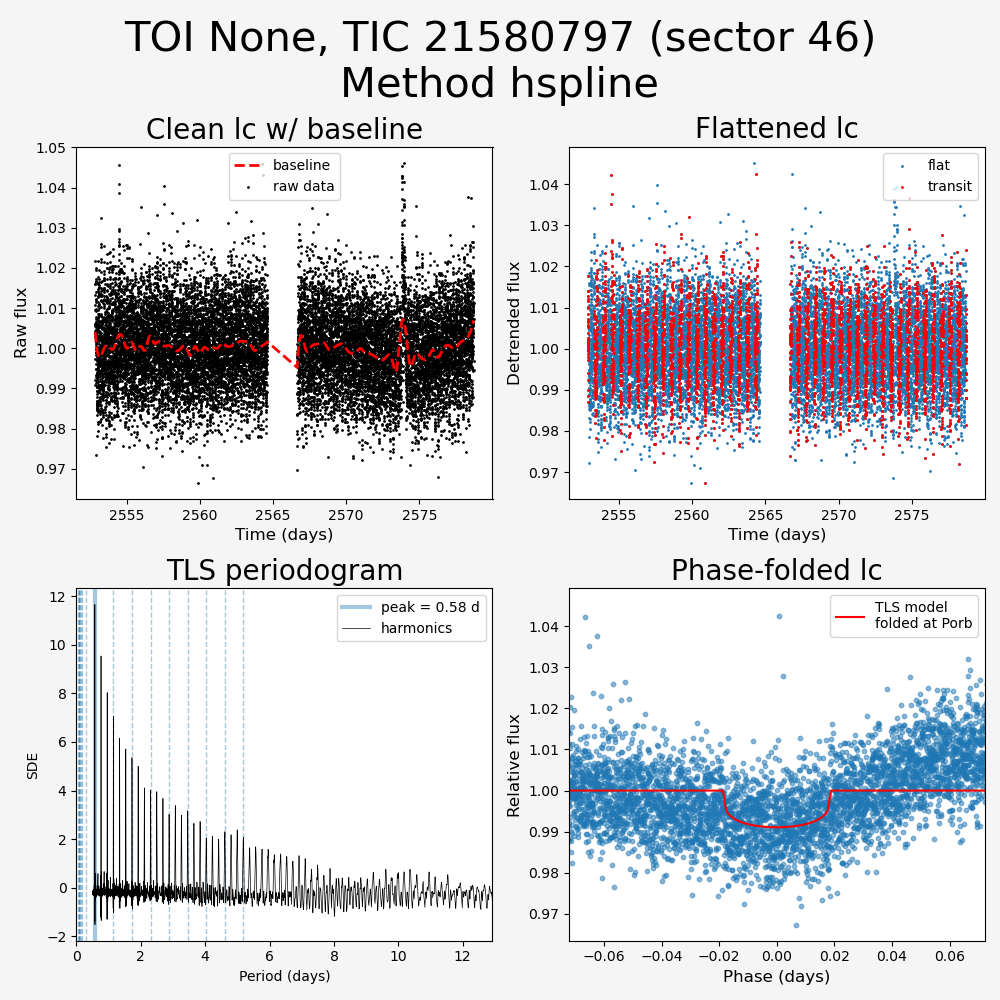 TOI None, TIC 21580797 (sector 46)
Method hspline
Clean lc w/ baseline
Flattened lc
baseline
raw data
flat
transit
1.05
1.04
1.03
1.02
1.01
1.00
0.99
0.98
0.97
Raw flux
2555
2560
2565
2570
2575
Time (days)
1.04
1.03
1.02
1.01
1.00
0.99
0.98
0.97
Detrended flux
2555
2560
2565
2570
2575
Time (days)
TLS periodogram
Phase-folded lc
peak = 0.58 d
harmonics
12
10
8
6
4
2
0
−2
SDE
0
2
4
6
8
10
12
Period (days)
TLS model
folded at Porb
1.04
1.03
1.02
1.01
1.00
0.99
0.98
0.97
Relative flux
−0.06
−0.04
−0.02
0.00
0.02
0.04
0.06
Phase (days)